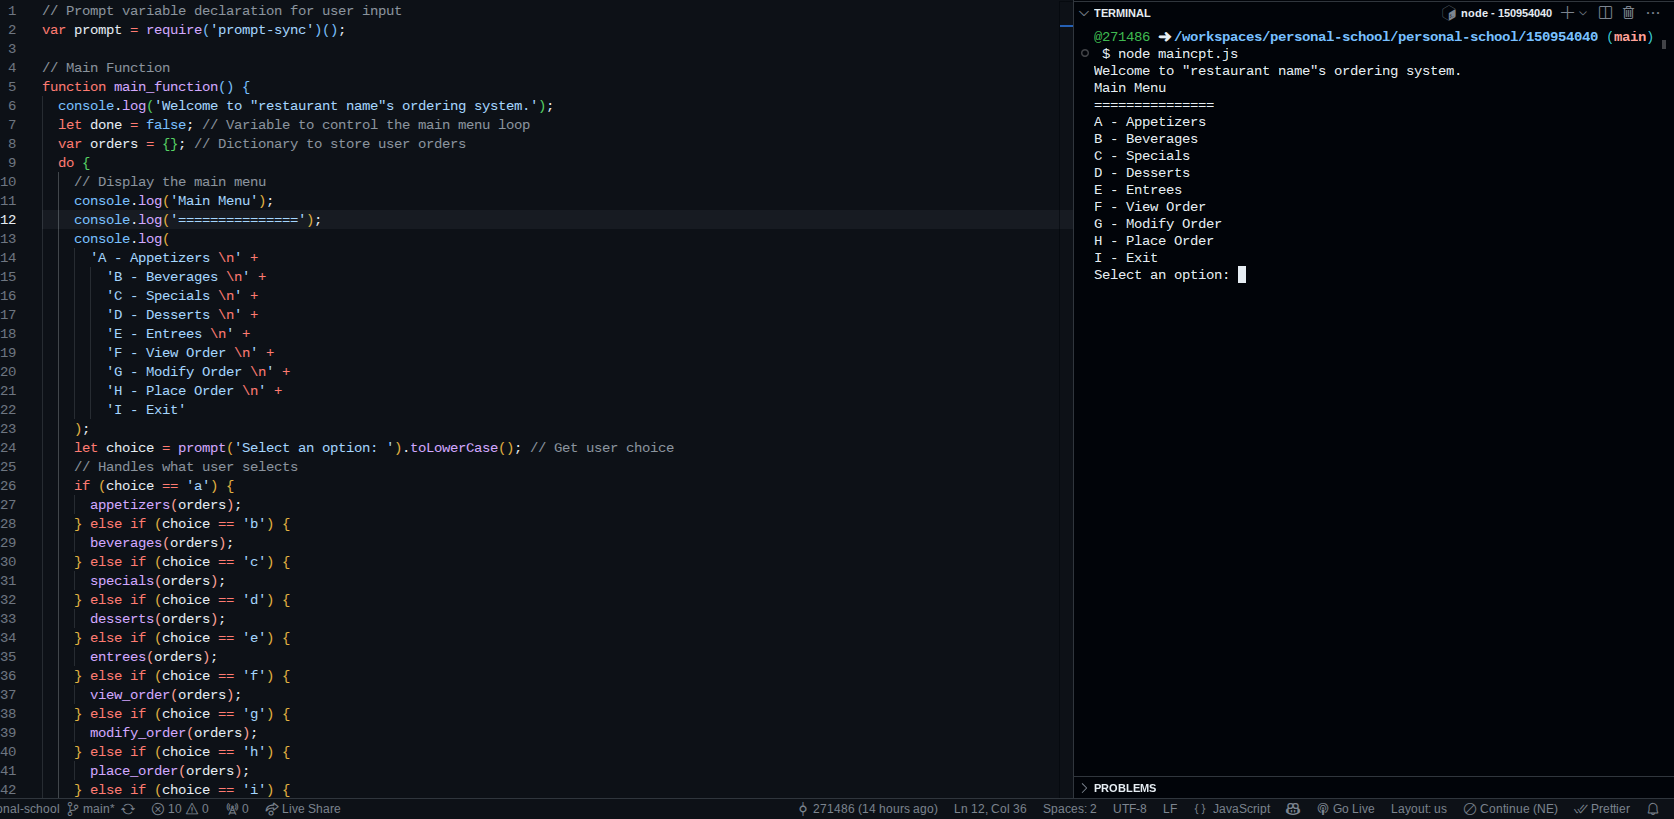 1 // Prompt variable declaration for user input
2 var prompt = require('prompt-sync')();
3
4 // Main Function
5 function main_function() {
6 console.log('Welcome to "restaurant name"s ordering system.');
7 let done = false; // Variable to control the main menu loop
8 var orders = {}; // Dictionary to store user orders
9 do {
10 // Display the main menu
11 console.log('Main Menu');
12 console.log('===============');
13 console.log(
14 'A - Appetizers \n' +
15 'B - Beverages \n' +
16 'C - Specials \n' +
17 'D - Desserts \n' +
18 'E - Entrees \n' +
19 'F - View Order \n' +
20 'G - Modify Order \n' +
21 'H - Place Order \n' +
22 'I - Exit'
23 );
24 let choice = prompt('Select an option: ').toLowerCase(); // Get user choice
25 // Handles what user selects
26 if (choice == 'a') {
27 appetizers(orders);
28 } else if (choice == 'b') {
29 beverages(orders);
30 } else if (choice == 'c') {
31 specials(orders);
32 } else if (choice == 'd') {
33 desserts(orders);
34 } else if (choice == 'e') {
35 entrees(orders);
36 } else if (choice == 'f') {
37 view_order(orders);
38 } else if (choice == 'g') {
39 modify_order(orders);
40 } else if (choice == 'h') {
41 place_order(orders);
42 } else if (choice == 'i') {
TERMINAL node - 150954040
@271486 ➜ /workspaces/personal-school/personal-school/150954040 (main)
$ node maincpt.js
Welcome to "restaurant name"s ordering system.
Main Menu
===============
A - Appetizers
B - Beverages
C - Specials
D - Desserts
E - Entrees
F - View Order
G - Modify Order
H - Place Order
I - Exit
Select an option:
PROBLEMS
onal-school main* 10 0 0 Live Share 271486 (14 hours ago) Ln 12, Col 36 Spaces: 2 UTF-8 LF {} JavaScript Go Live Layout: us Continue (NE) Prettier